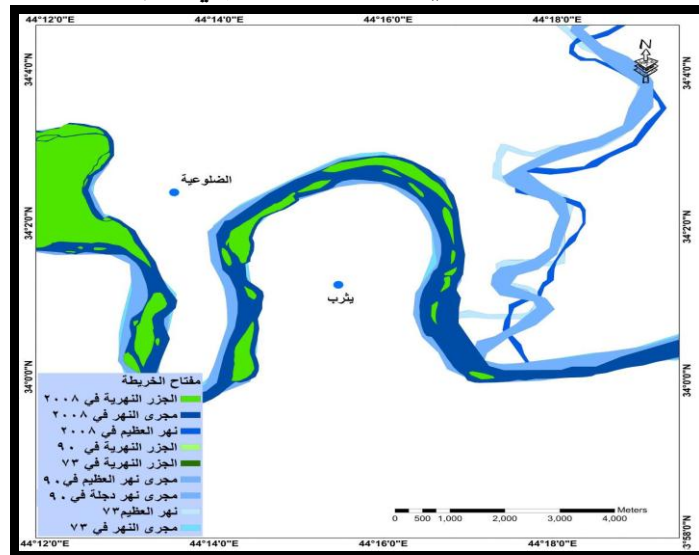 44°12'0"E 44°14'0"E 44°16'0"E 44°18'0"E
N
34°4'0"N 34°4'0"N
الضلوعية
34°2'0"N 34°2'0"N
يثرب
34°0'0"N 34°0'0"N
مفتاح الخريطة
الجزر النهرية في ٢٠٠٨
مجرى النهر في ٢٠٠٨
نهر العظيم في ٢٠٠٨
الجزر النهرية في ٩٠
الجزر النهرية في ٧٣
مجرى نهر العظيم في ٩٠
مجرى نهر دجلة في ٩٠
نهر العظيم ٧٣
مجرى النهر في ٧٣
Meters
0 500 1,000 2,000 3,000 4,000
3°58'0"N
44°12'0"E 44°14'0"E 44°16'0"E 44°18'0"E